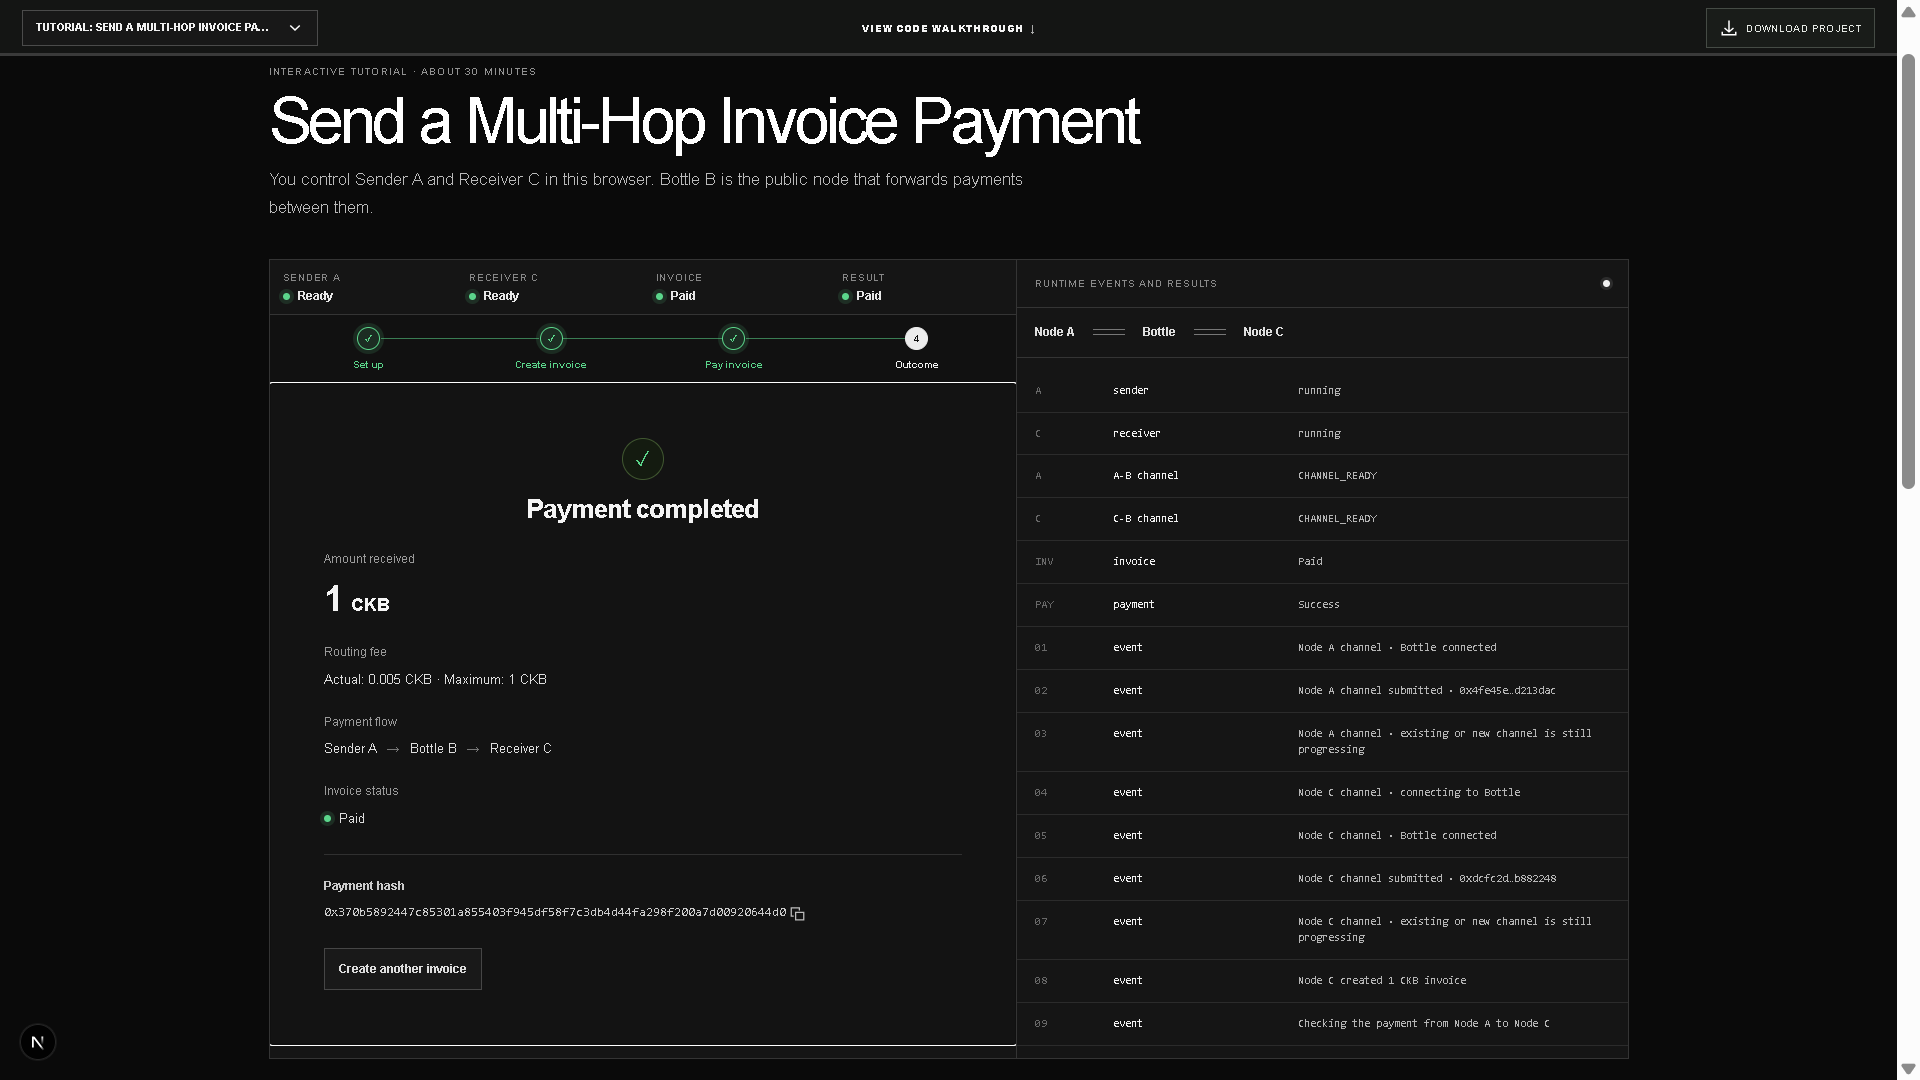 TUTORIAL: SEND A MULTI-HOP INVOICE PA...
VIEW CODE WALKTHROUGH ↓
DOWNLOAD PROJECT
INTERACTIVE TUTORIAL · ABOUT 30 MINUTES
Send a Multi-Hop Invoice Payment
You control Sender A and Receiver C in this browser. Bottle B is the public node that forwards payments
between them.
SENDER A
Ready
RECEIVER C
Ready
INVOICE
Paid
RESULT
Paid
✓
Set up
✓
Create invoice
✓
Pay invoice
4
Outcome
✓
Payment completed
Amount received
1 CKB
Routing fee
Actual: 0.005 CKB · Maximum: 1 CKB
Payment flow
Sender A → Bottle B → Receiver C
Invoice status
Paid
Payment hash
0x370b5892447c85301a855403f945df58f7c3db4d44fa298f200a7d00920644d0
Create another invoice
RUNTIME EVENTS AND RESULTS
Node A Bottle Node C
A sender running
C receiver running
A A-B channel CHANNEL_READY
C C-B channel CHANNEL_READY
INV invoice Paid
PAY payment Success
01 event Node A channel · Bottle connected
02 event Node A channel submitted · 0x4fe45e…d213dac
03 event Node A channel · existing or new channel is still
progressing
04 event Node C channel · connecting to Bottle
05 event Node C channel · Bottle connected
06 event Node C channel submitted · 0xdcfc2d…b882248
07 event Node C channel · existing or new channel is still
progressing
08 event Node C created 1 CKB invoice
09 event Checking the payment from Node A to Node C
N